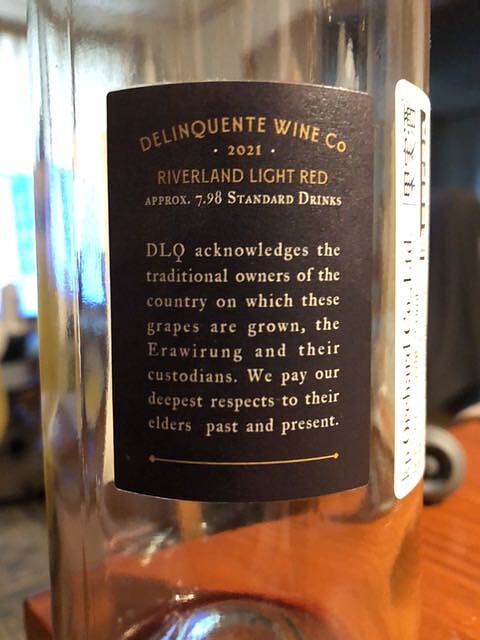 DELINQUENTE WINE Co
· 2021 ·
RIVERLAND LIGHT RED
APPROX. 7.98 STANDARD DRINKS
DLQ acknowledges the
traditional owners of the
country on which these
grapes are grown, the
Erawirung and their
custodians. We pay our
deepest respects to their
elders past and present.
Co., Ltd.